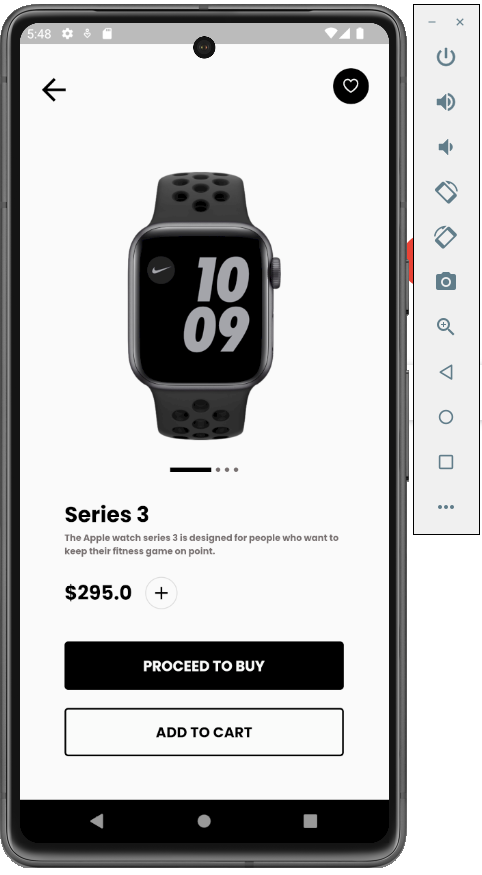 5:48
10
09
Series 3
The Apple watch series 3 is designed for people who want to
keep their fitness game on point.
$295.0
PROCEED TO BUY
ADD TO CART